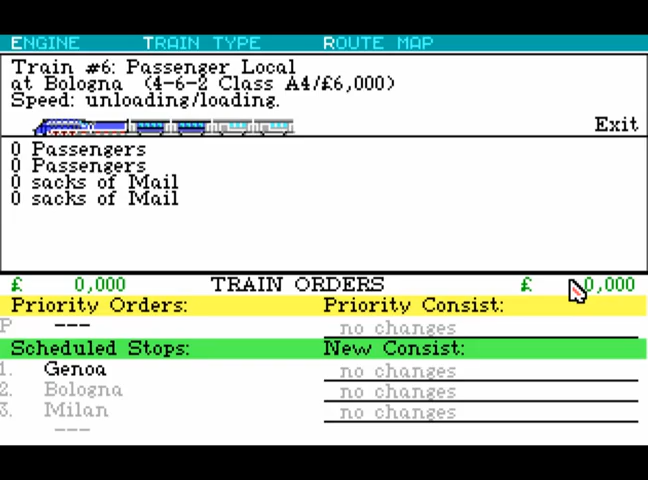 ENGINE TRAIN TYPE ROUTE MAP
Train #6: Passenger Local
at Bologna (4-6-2 Class A4/£6,000)
Speed: unloading/loading.
Exit
0 Passengers
0 Passengers
0 sacks of Mail
0 sacks of Mail
£ 0,000 TRAIN ORDERS £ 0,000
Priority Orders: Priority Consist:
P --- no changes
Scheduled Stops: New Consist:
1. Genoa no changes
2. Bologna no changes
3. Milan no changes
---